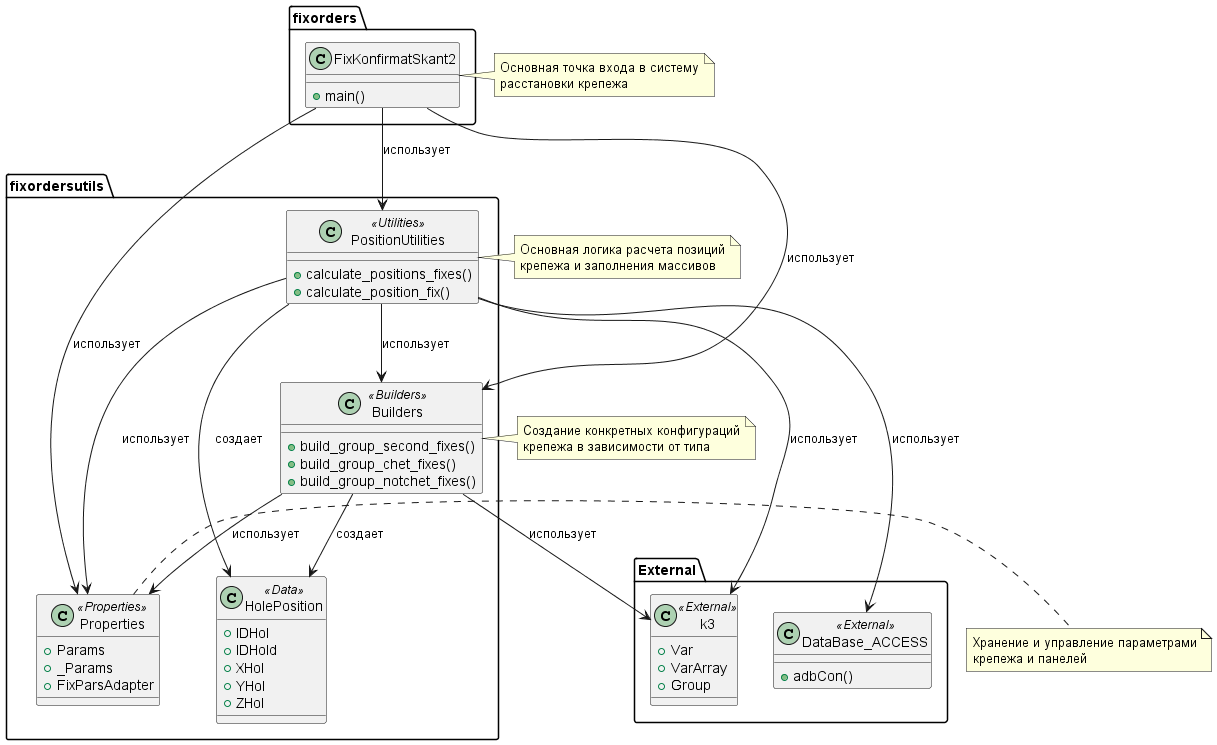 fixorders
C FixKonfirmatSkant2
main()
Основная точка входа в систему
расстановки крепежа
использует
fixordersutils
«Utilities»
C PositionUtilities
calculate_positions_fixes()
calculate_position_fix()
Основная логика расчета позиций
крепежа и заполнения массивов
использует
использует
использует
«Builders»
C Builders
build_group_second_fixes()
build_group_chet_fixes()
build_group_notchet_fixes()
Создание конкретных конфигураций
крепежа в зависимости от типа
использует
создает
использует
использует
использует
создает
использует
External
«Properties»
C Properties
Params
_Params
FixParsAdapter
«Data»
C HolePosition
IDHol
IDHold
XHol
YHol
ZHol
«External»
C k3
Var
VarArray
Group
«External»
C DataBase_ACCESS
adbCon()
Хранение и управление параметрами
крепежа и панелей